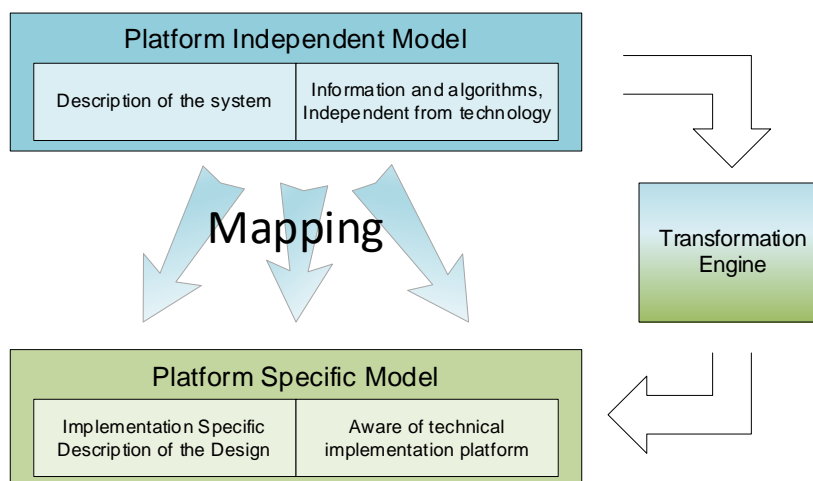 Platform Independent Model
Description of the system
Information and algorithms,
Independent from technology
Mapping
Transformation
Engine
Platform Specific Model
Implementation Specific
Description of the Design
Aware of technical
implementation platform